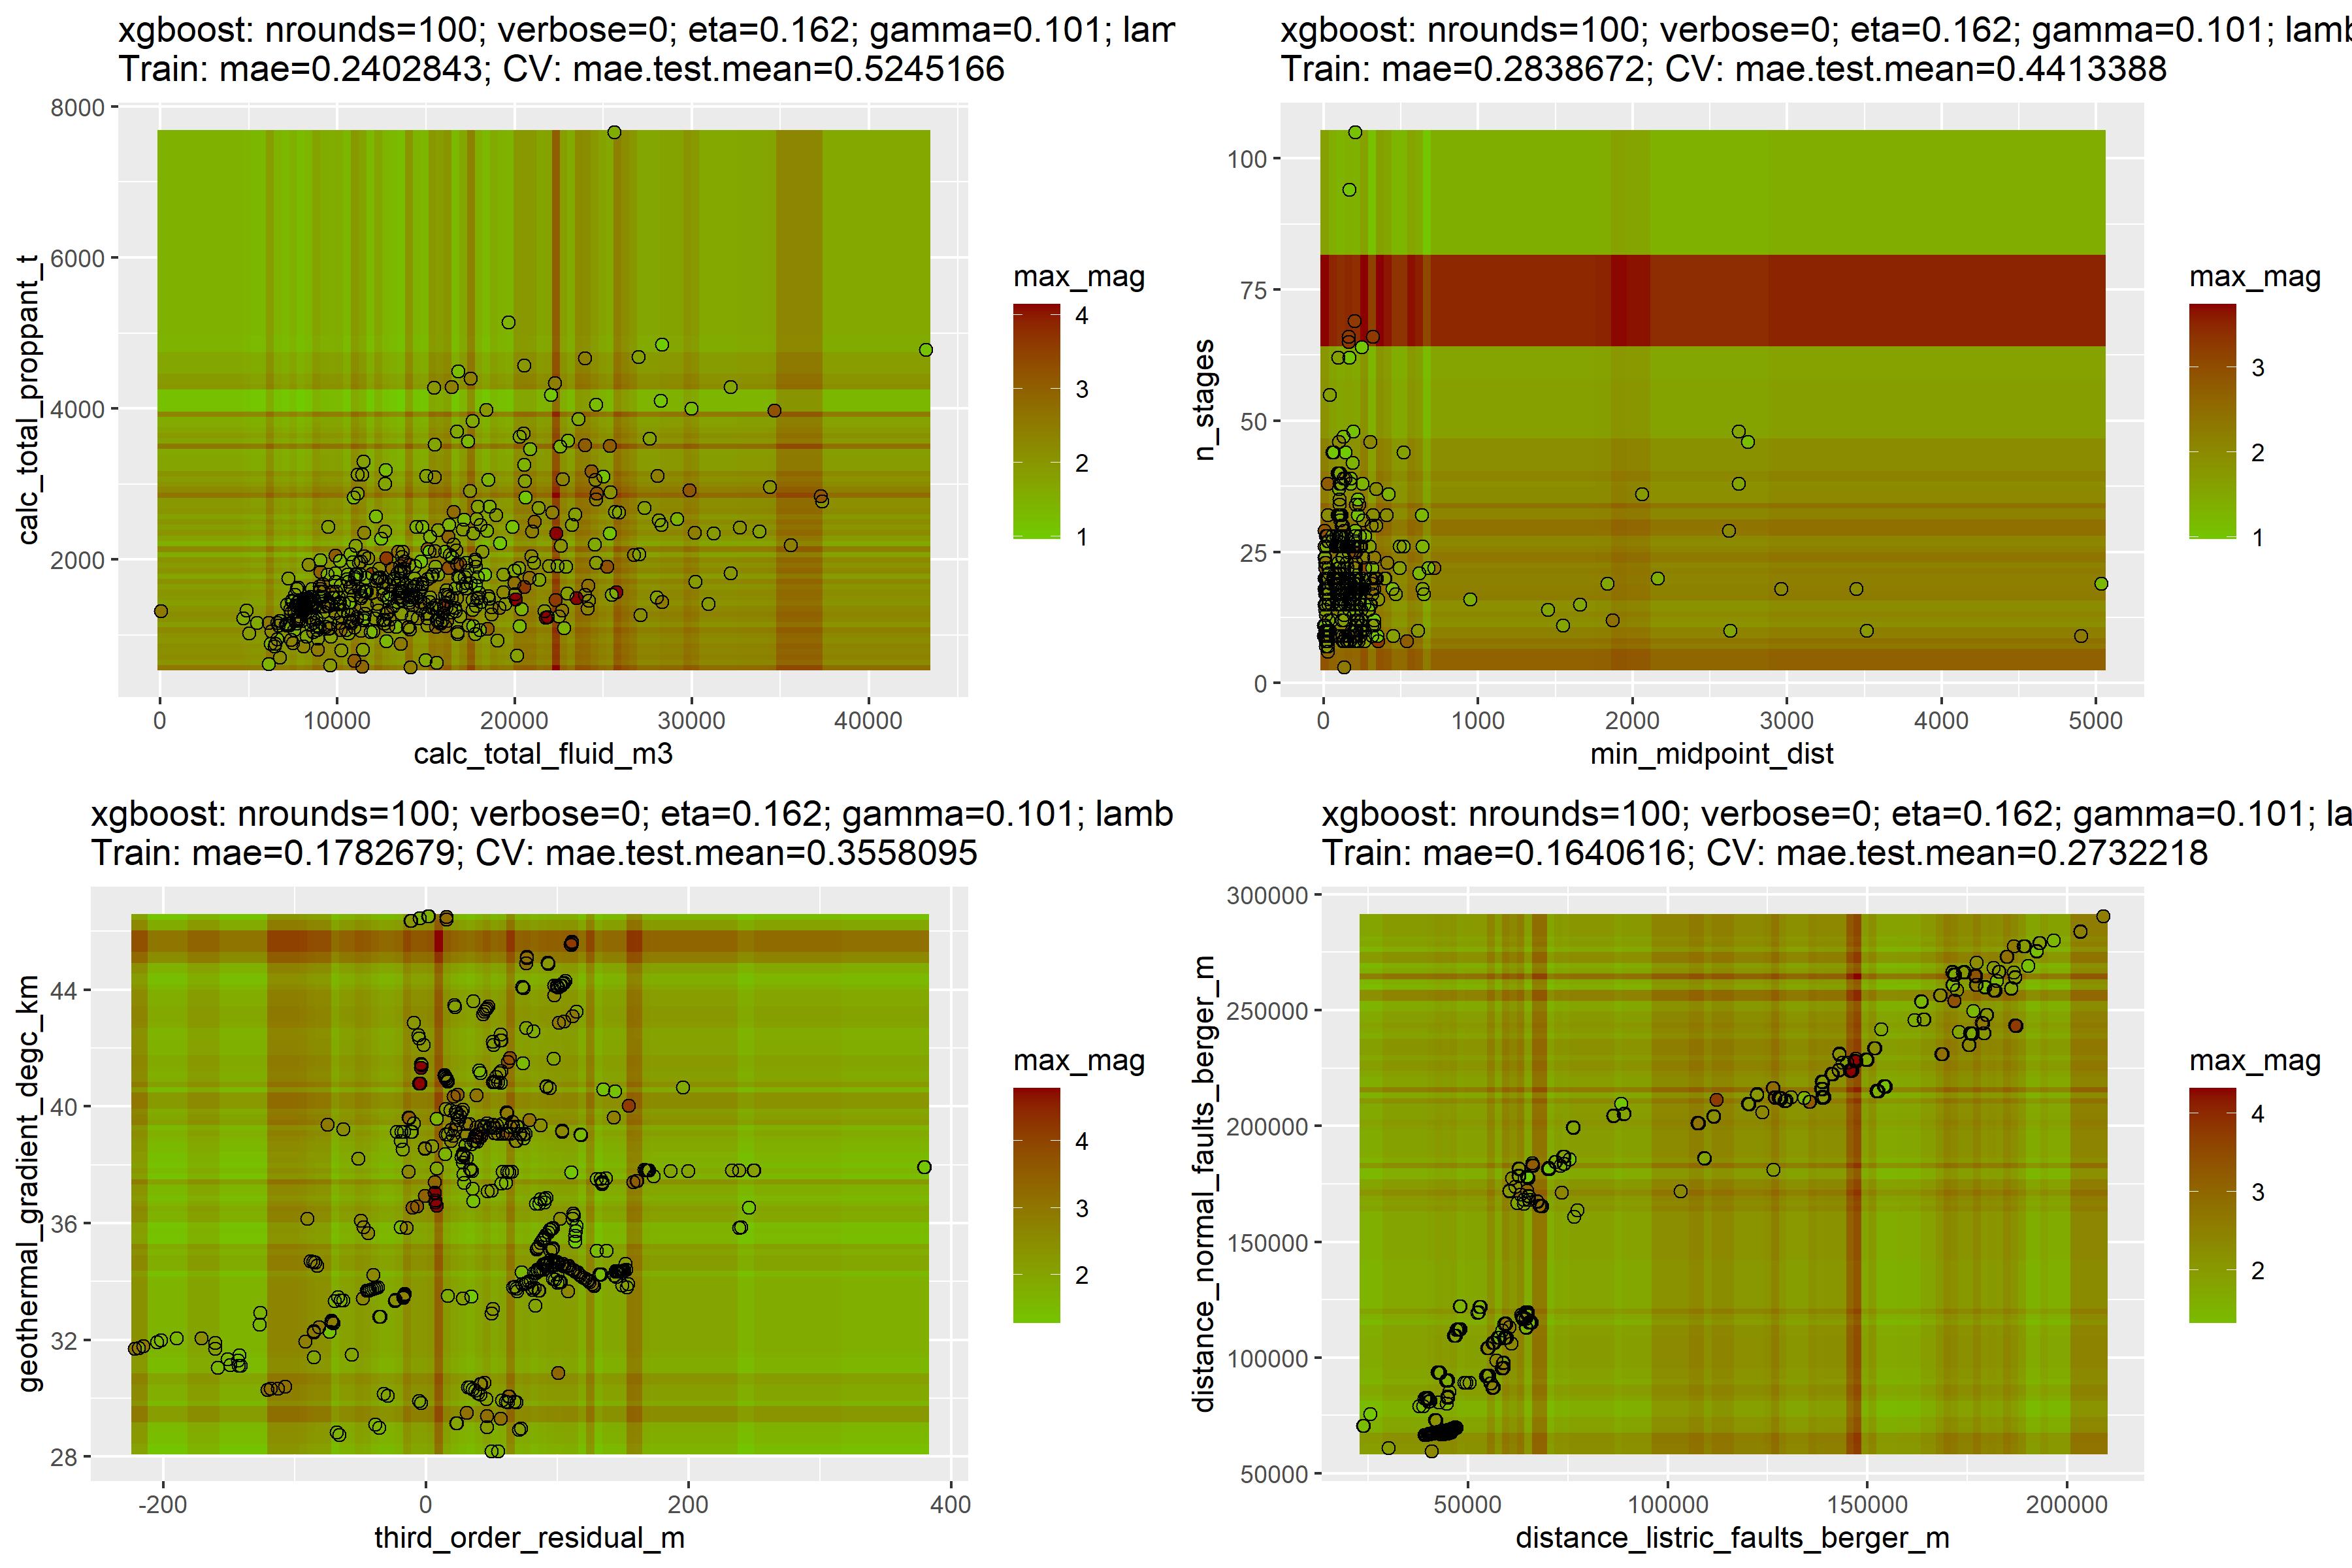 xgboost: nrounds=100; verbose=0; eta=0.162; gamma=0.101; lam
Train: mae=0.2402843; CV: mae.test.mean=0.5245166
8000
6000
4000
2000
calc_total_proppant_t
0
10000
20000
30000
40000
calc_total_fluid_m3
max_mag
4
3
2
1
xgboost: nrounds=100; verbose=0; eta=0.162; gamma=0.101; lamb
Train: mae=0.2838672; CV: mae.test.mean=0.4413388
100
75
50
25
0
n_stages
0
1000
2000
3000
4000
5000
min_midpoint_dist
max_mag
3
2
1
xgboost: nrounds=100; verbose=0; eta=0.162; gamma=0.101; lamb
Train: mae=0.1782679; CV: mae.test.mean=0.3558095
44
40
36
32
28
geothermal_gradient_degc_km
-200
0
200
400
third_order_residual_m
max_mag
4
3
2
xgboost: nrounds=100; verbose=0; eta=0.162; gamma=0.101; la
Train: mae=0.1640616; CV: mae.test.mean=0.2732218
300000
250000
200000
150000
100000
50000
distance_normal_faults_berger_m
50000
100000
150000
200000
distance_listric_faults_berger_m
max_mag
4
3
2